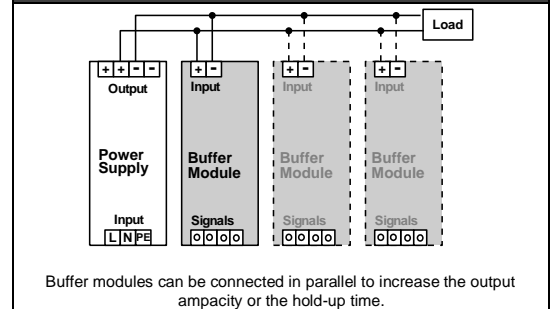 Load
+ + - -
Output
Power
Supply
Input
L N PE
+ -
Input
Buffer
Module
Signals
+ -
Input
Buffer
Module
Signals
+ -
Input
Buffer
Module
Signals
Buffer modules can be connected in parallel to increase the output
ampacity or the hold-up time.